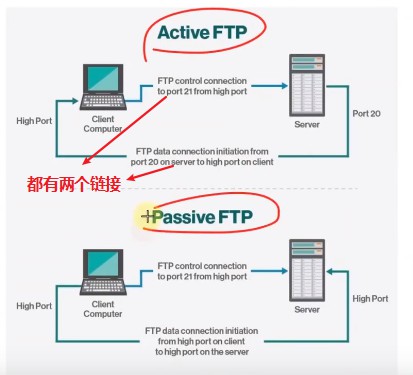 Active FTP
FTP control connection
to port 21 from high port
High Port
Client
Computer
Server
Port 20
FTP data connection initiation from
port 20 on server to high port on client
都有两个链接
Passive FTP
FTP control connection
to port 21 from high port
High Port
Client
Computer
Server
High Port
FTP data connection initiation
from high port on client
to high port on the server